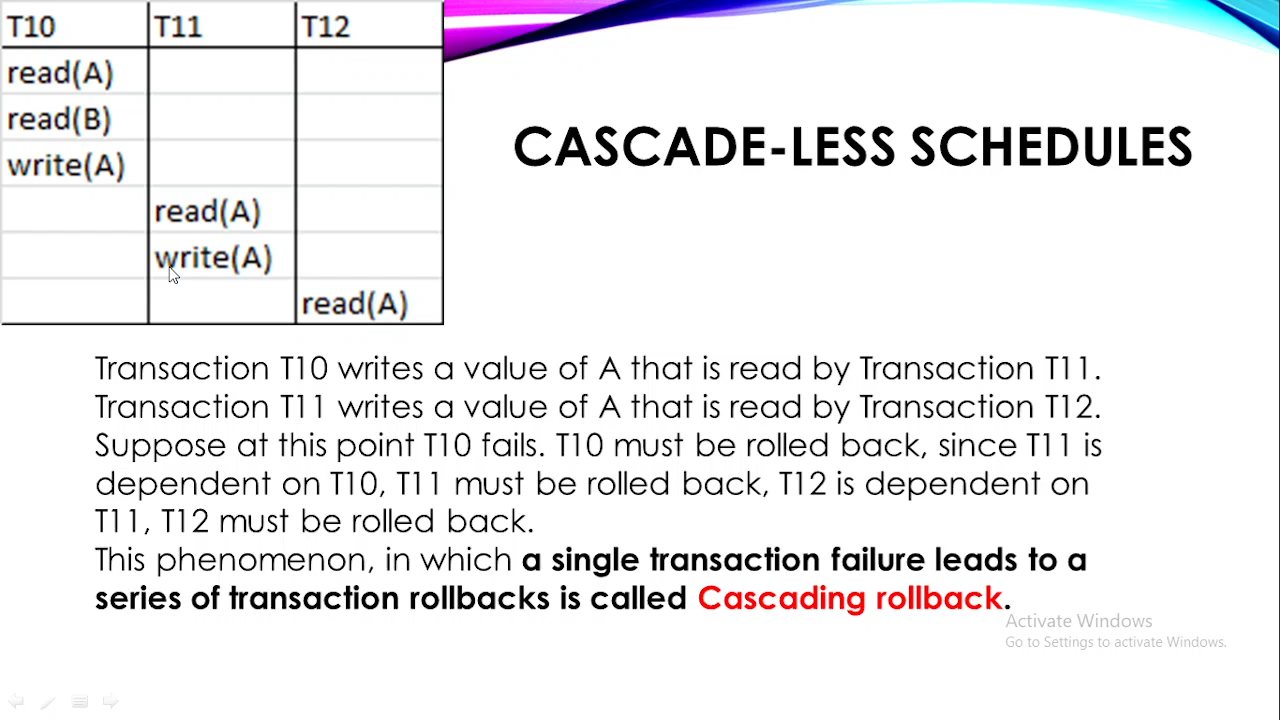 T10 T11 T12
read(A)
read(B)
write(A)
read(A)
write(A)
read(A)
CASCADE-LESS SCHEDULES
Transaction T10 writes a value of A that is read by Transaction T11.
Transaction T11 writes a value of A that is read by Transaction T12.
Suppose at this point T10 fails. T10 must be rolled back, since T11 is
dependent on T10, T11 must be rolled back, T12 is dependent on
T11, T12 must be rolled back.
This phenomenon, in which a single transaction failure leads to a
series of transaction rollbacks is called Cascading rollback.
Activate Windows
Go to Settings to activate Windows.